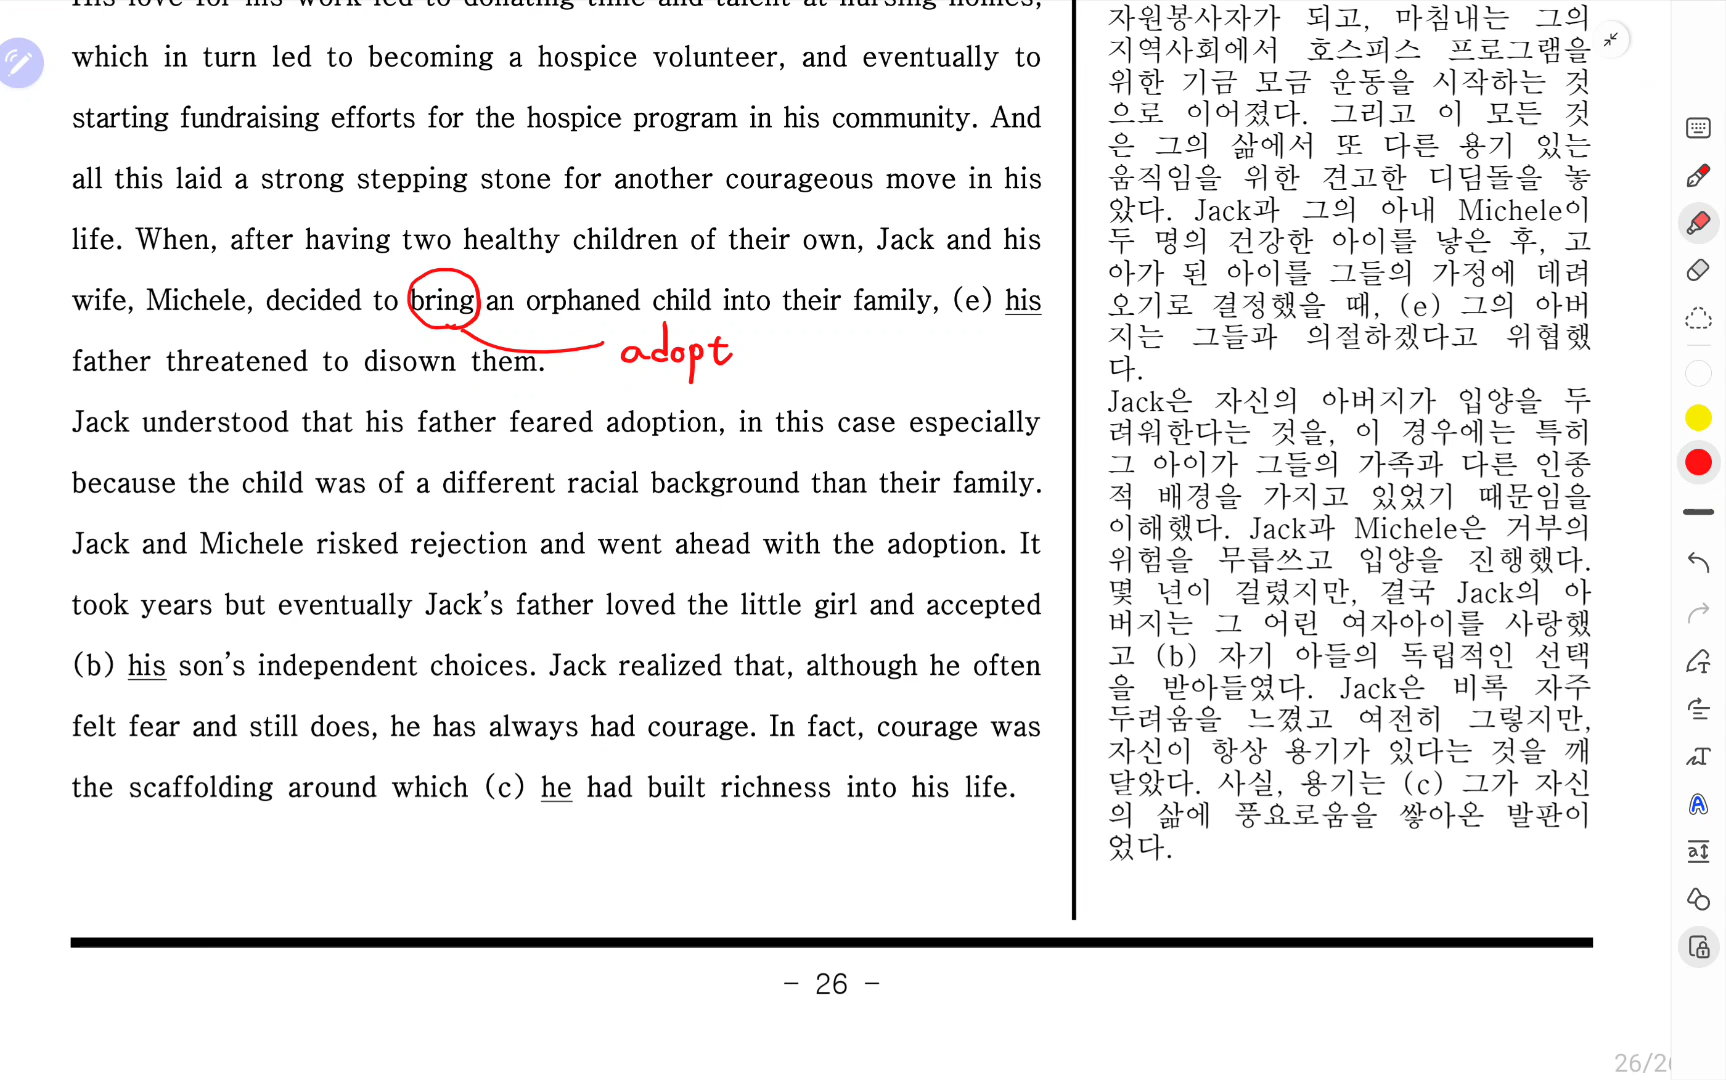 His love for his work led to donating time and talent at nursing homes,
which in turn led to becoming a hospice volunteer, and eventually to
starting fundraising efforts for the hospice program in his community. And
all this laid a strong stepping stone for another courageous move in his
life. When, after having two healthy children of their own, Jack and his
wife, Michele, decided to bring an orphaned child into their family, (e) his
adopt
father threatened to disown them.
Jack understood that his father feared adoption, in this case especially
because the child was of a different racial background than their family.
Jack and Michele risked rejection and went ahead with the adoption. It
took years but eventually Jack's father loved the little girl and accepted
(b) his son's independent choices. Jack realized that, although he often
felt fear and still does, he has always had courage. In fact, courage was
the scaffolding around which (c) he had built richness into his life.
자원봉사자가 되고, 마침내는 그의
지역사회에서 호스피스 프로그램을
위한 기금 모금 운동을 시작하는 것
으로 이어졌다. 그리고 이 모든 것
은 그의 삶에서 또 다른 용기 있는
움직임을 위한 견고한 디딤돌을 놓
았다. Jack과 그의 아내 Michele이
두 명의 건강한 아이를 낳은 후, 고
아가 된 아이를 그들의 가정에 데려
오기로 결정했을 때, (e) 그의 아버
지는 그들과 의절하겠다고 위협했
다.
Jack은 자신의 아버지가 입양을 두
려워한다는 것을, 이 경우에는 특히
그 아이가 그들의 가족과 다른 인종
적 배경을 가지고 있었기 때문임을
이해했다. Jack과 Michele은 거부의
위험을 무릅쓰고 입양을 진행했다.
몇 년이 걸렸지만, 결국 Jack의 아
버지는 그 어린 여자아이를 사랑했
고 (b) 자기 아들의 독립적인 선택
을 받아들였다. Jack은 비록 자주
두려움을 느꼈고 여전히 그렇지만,
자신이 항상 용기가 있다는 것을 깨
달았다. 사실, 용기는 (c) 그가 자신
의 삶에 풍요로움을 쌓아온 발판이
었다.
- 26 -